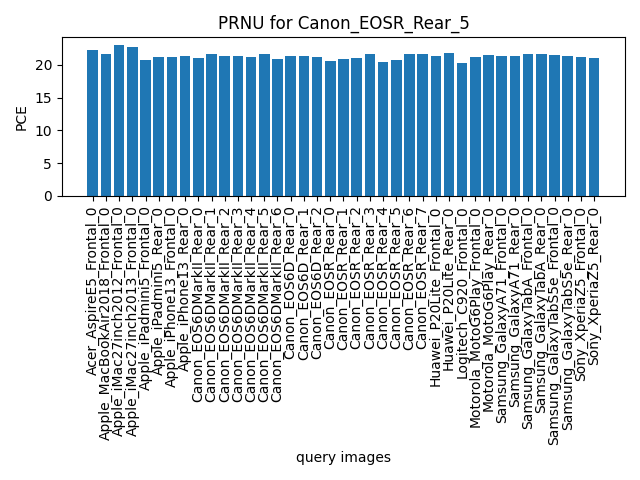 PRNU for Canon_EOSR_Rear_5
PCE
20
15
10
5
0
Acer_AspireE5_Frontal_0
Apple_MacBookAir2018_Frontal_0
Apple_iMac27inch2012_Frontal_0
Apple_iMac27inch2013_Frontal_0
Apple_iPadmini5_Frontal_0
Apple_iPadmini5_Rear_0
Apple_iPhone13_Frontal_0
Apple_iPhone13_Rear_0
Canon_EOS6DMarkII_Rear_0
Canon_EOS6DMarkII_Rear_1
Canon_EOS6DMarkII_Rear_2
Canon_EOS6DMarkII_Rear_3
Canon_EOS6DMarkII_Rear_4
Canon_EOS6DMarkII_Rear_5
Canon_EOS6DMarkII_Rear_6
Canon_EOS6D_Rear_0
Canon_EOS6D_Rear_1
Canon_EOS6D_Rear_2
Canon_EOSR_Rear_0
Canon_EOSR_Rear_1
Canon_EOSR_Rear_2
Canon_EOSR_Rear_3
Canon_EOSR_Rear_4
Canon_EOSR_Rear_5
Canon_EOSR_Rear_6
Canon_EOSR_Rear_7
Huawei_P20Lite_Frontal_0
Huawei_P20Lite_Rear_0
Logitech_C920_Frontal_0
Motorola_MotoG6Play_Frontal_0
Motorola_MotoG6Play_Rear_0
Samsung_GalaxyA71_Frontal_0
Samsung_GalaxyA71_Rear_0
Samsung_GalaxyTabA_Frontal_0
Samsung_GalaxyTabA_Rear_0
Samsung_GalaxyTabS5e_Frontal_0
Samsung_GalaxyTabS5e_Rear_0
Sony_XperiaZ5_Frontal_0
Sony_XperiaZ5_Rear_0
query images